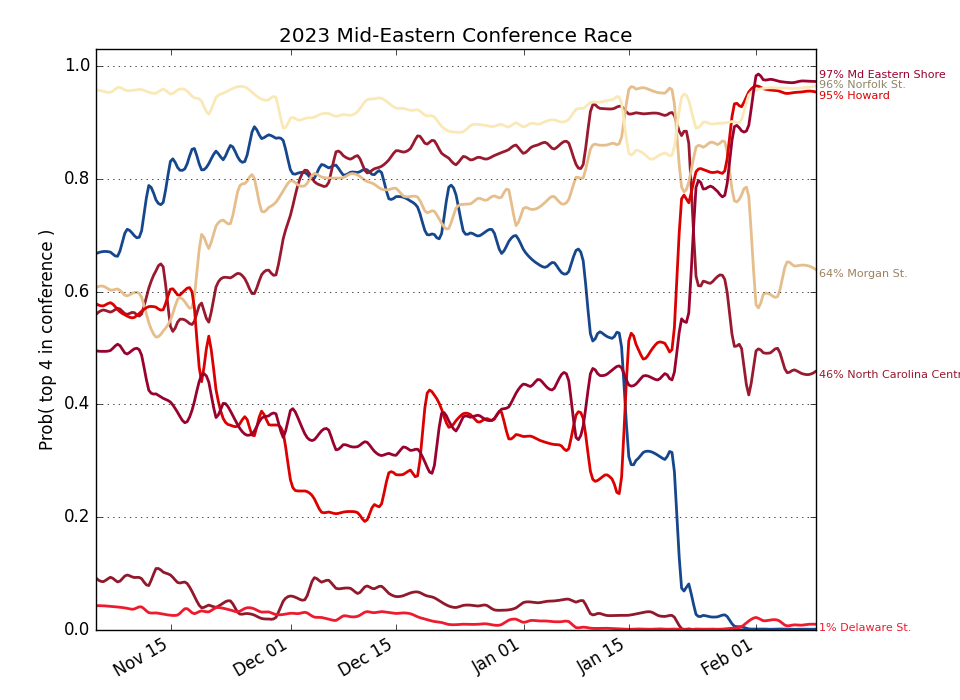 2023 Mid-Eastern Conference Race
Prob( top 4 in conference )
1.0
0.8
0.6
0.4
0.2
0.0
97% Md Eastern Shore
96% Norfolk St.
95% Howard
64% Morgan St.
46% North Carolina Centr
1% Delaware St.
Nov 15
Dec 01
Dec 15
Jan 01
Jan 15
Feb 01